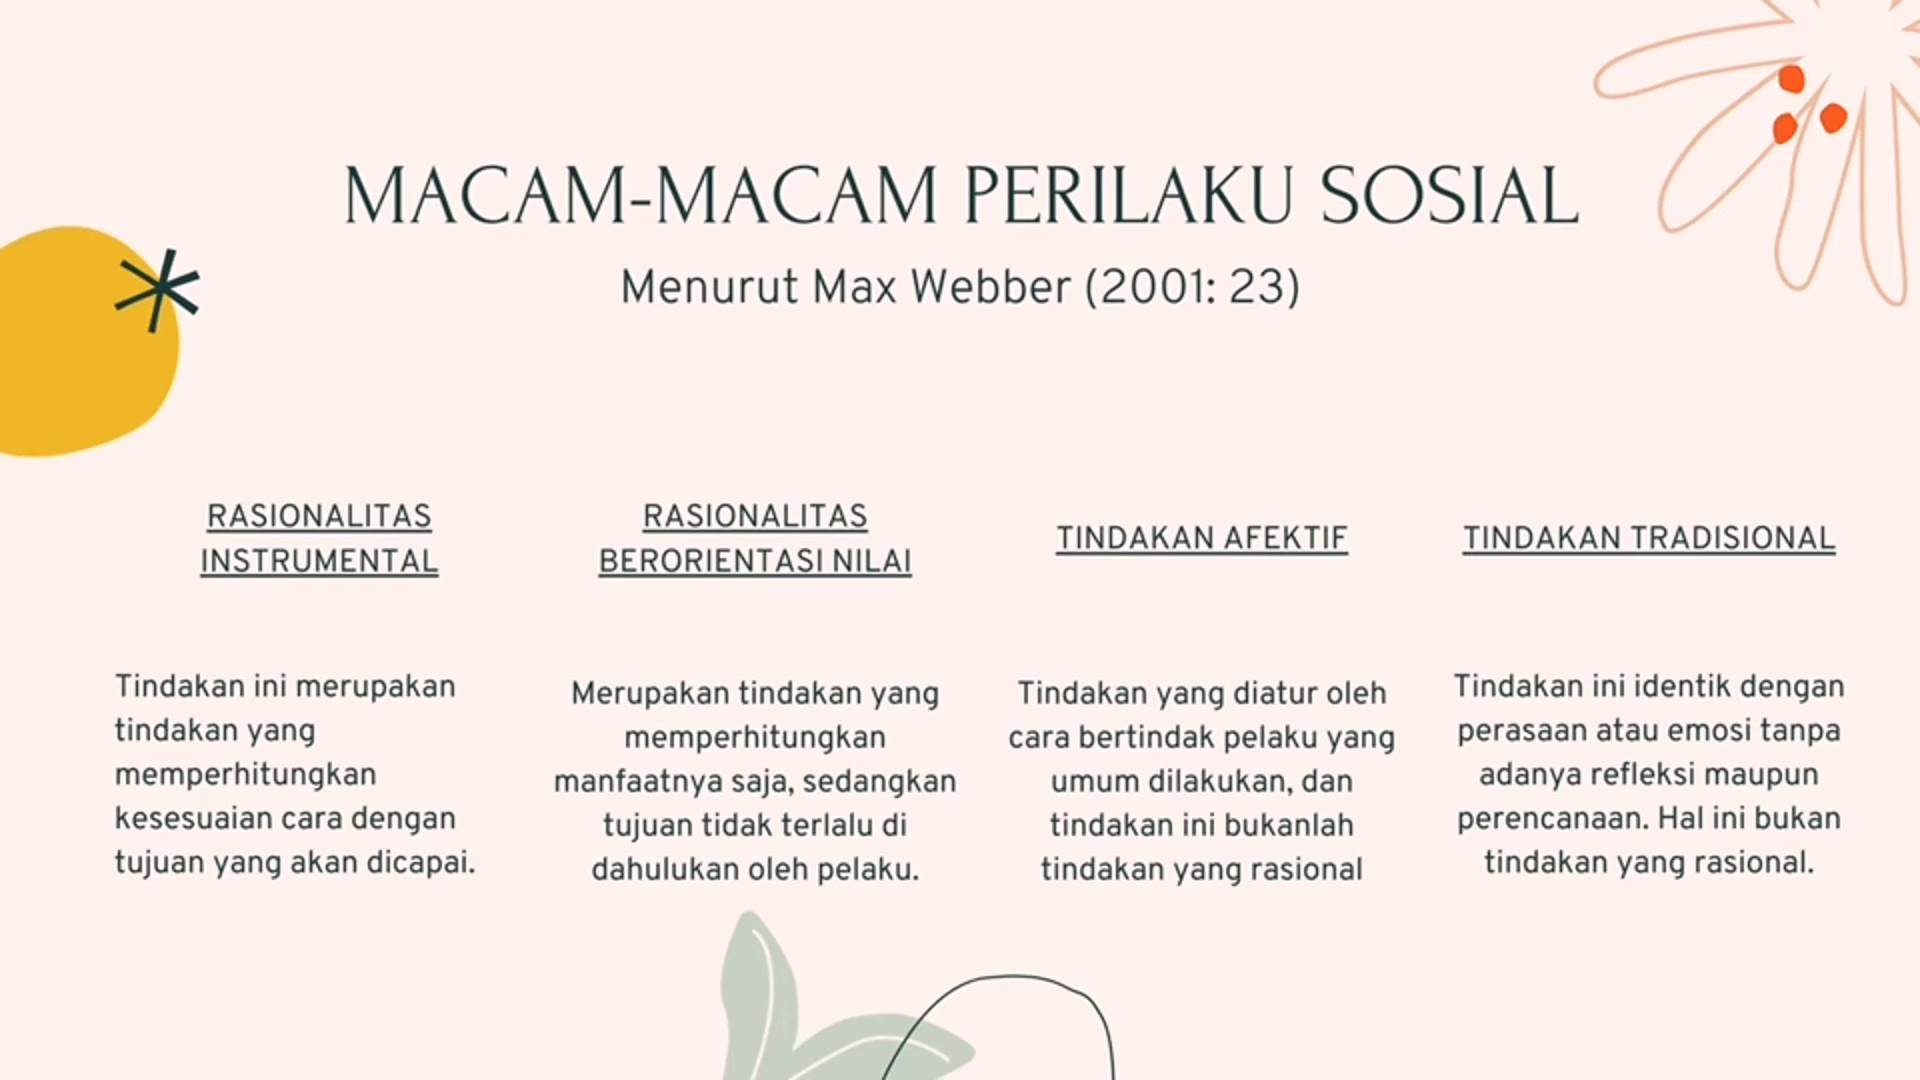 MACAM-MACAM PERILAKU SOSIAL
Menurut Max Webber (2001: 23)
RASIONALITAS
INSTRUMENTAL
Tindakan ini merupakan
tindakan yang
memperhitungkan
kesesuaian cara dengan
tujuan yang akan dicapai.
RASIONALITAS
BERORIENTASI NILAI
Merupakan tindakan yang
memperhitungkan
manfaatnya saja, sedangkan
tujuan tidak terlalu di
dahulukan oleh pelaku.
TINDAKAN AFEKTIF
Tindakan yang diatur oleh
cara bertindak pelaku yang
umum dilakukan, dan
tindakan ini bukanlah
tindakan yang rasional
TINDAKAN TRADISIONAL
Tindakan ini identik dengan
perasaan atau emosi tanpa
adanya refleksi maupun
perencanaan. Hal ini bukan
tindakan yang rasional.